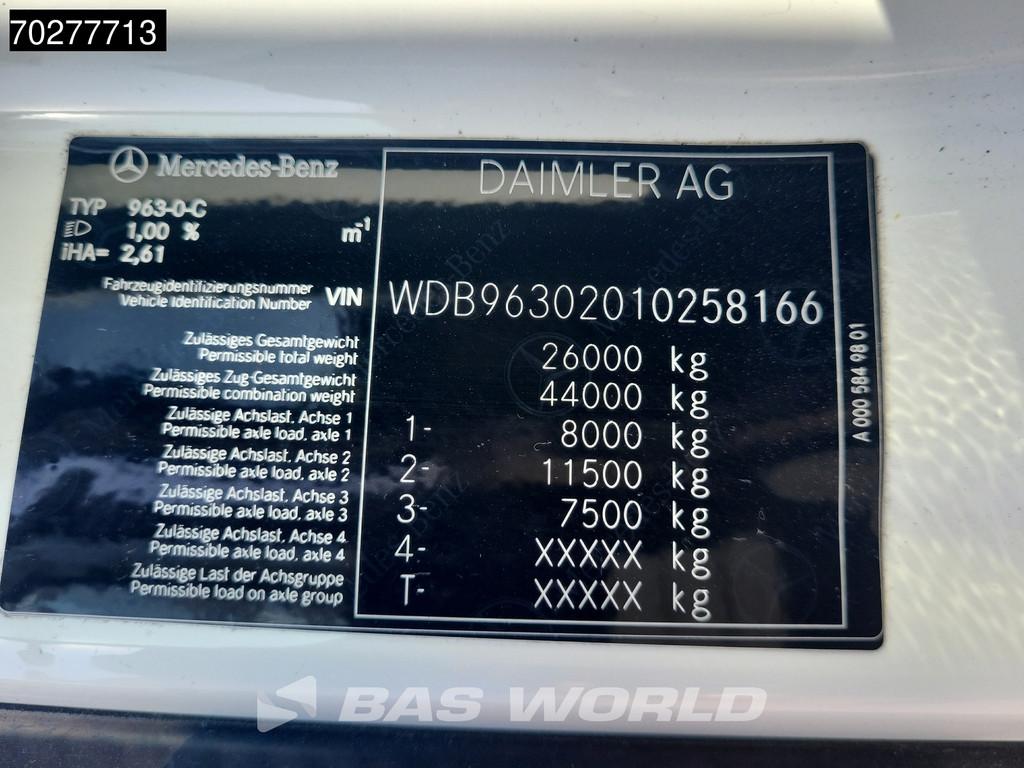 70277713
Mercedes-Benz
DAIMLER AG
TYP 963-0-C
1,00 % m⁻¹
iHA= 2,61
Fahrzeugidentifizierungsnummer
Vehicle Identification Number VIN WDB96302010258166
Zulässiges Gesamtgewicht
Permissible total weight 26000 kg
Zulässiges Zug-Gesamtgewicht
Permissible combination weight 44000 kg
Zulässige Achslast, Achse 1
Permissible axle load, axle 1 1- 8000 kg
Zulässige Achslast, Achse 2
Permissible axle load, axle 2 2- 11500 kg
Zulässige Achslast, Achse 3
Permissible axle load, axle 3 3- 7500 kg
Zulässige Achslast, Achse 4
Permissible axle load, axle 4 4- XXXXX kg
Zulässige Last der Achsgruppe
Permissible load on axle group T- XXXXX kg
A 000 584 98 01
BAS WORLD